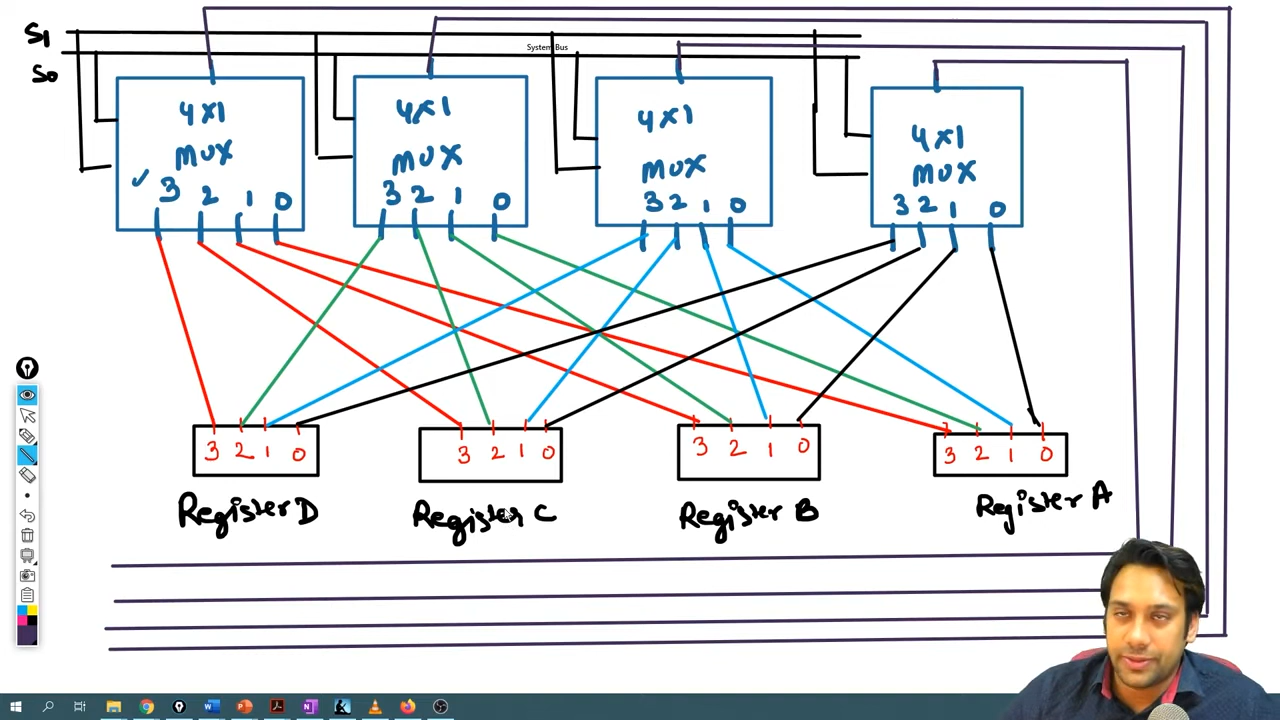 S1
S0
System Bus
4x1 MUX
3 2 1 0
4x1 MUX
3 2 1 0
4x1 MUX
3 2 1 0
4x1 MUX
3 2 1 0
3 2 1 0
3 2 1 0
3 2 1 0
3 2 1 0
Register D
Register C
Register B
Register A